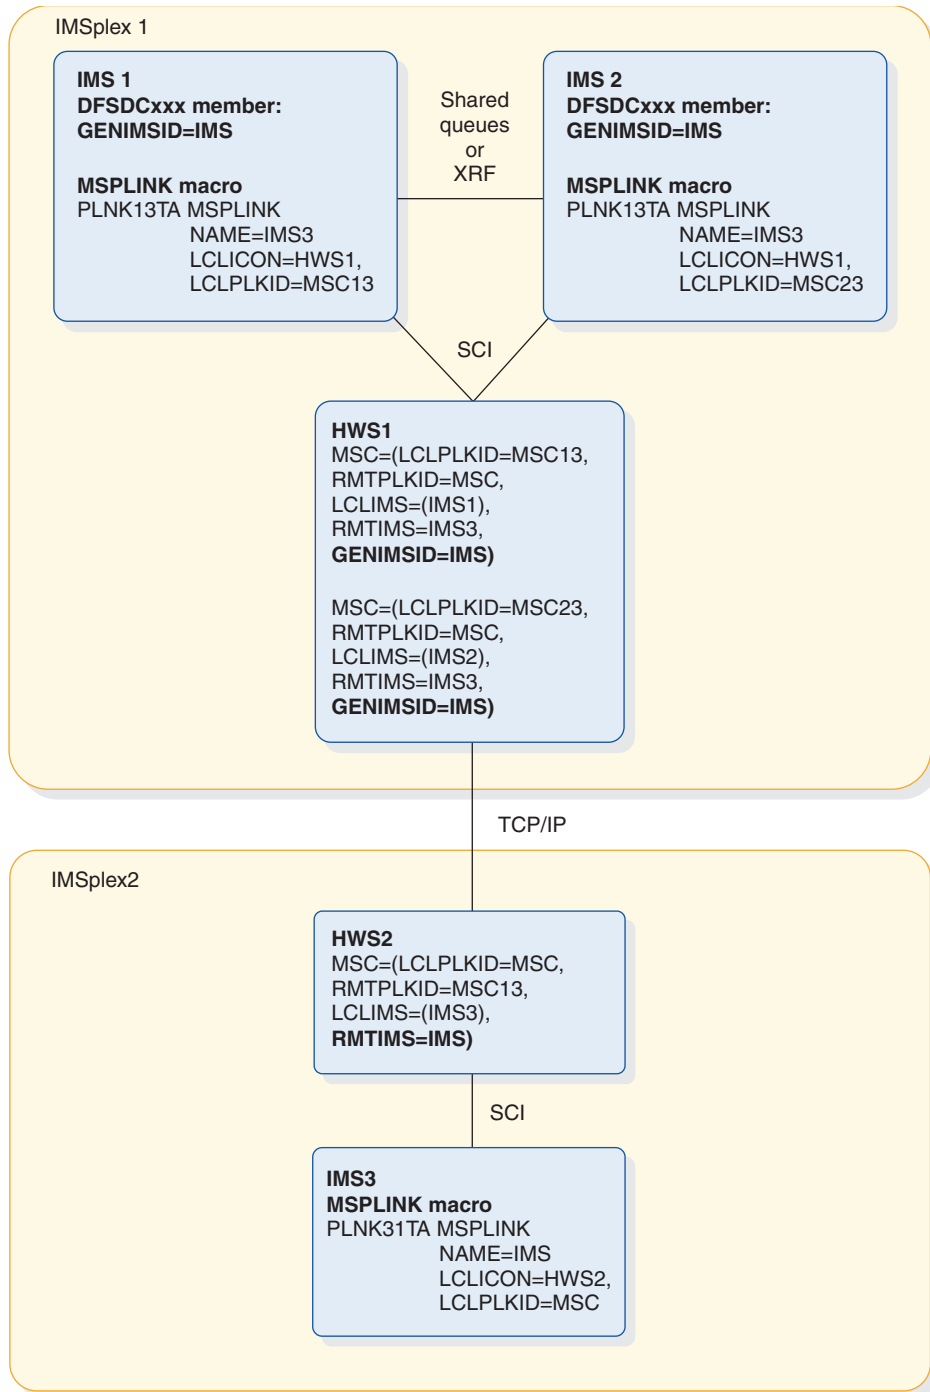 IMSplex 1
IMS 1
DFSDCxxx member:
GENIMSID=IMS
MSPLINK macro
PLNK13TA MSPLINK
NAME=IMS3
LCLICON=HWS1,
LCLPLKID=MSC13
Shared
queues
or
XRF
IMS 2
DFSDCxxx member:
GENIMSID=IMS
MSPLINK macro
PLNK13TA MSPLINK
NAME=IMS3
LCLICON=HWS1,
LCLPLKID=MSC23
SCI
HWS1
MSC=(LCLPLKID=MSC13,
RMTPLKID=MSC,
LCLIMS=(IMS1),
RMTIMS=IMS3,
GENIMSID=IMS)
MSC=(LCLPLKID=MSC23,
RMTPLKID=MSC,
LCLIMS=(IMS2),
RMTIMS=IMS3,
GENIMSID=IMS)
TCP/IP
IMSplex2
HWS2
MSC=(LCLPLKID=MSC,
RMTPLKID=MSC13,
LCLIMS=(IMS3),
RMTIMS=IMS)
SCI
IMS3
MSPLINK macro
PLNK31TA MSPLINK
NAME=IMS
LCLICON=HWS2,
LCLPLKID=MSC